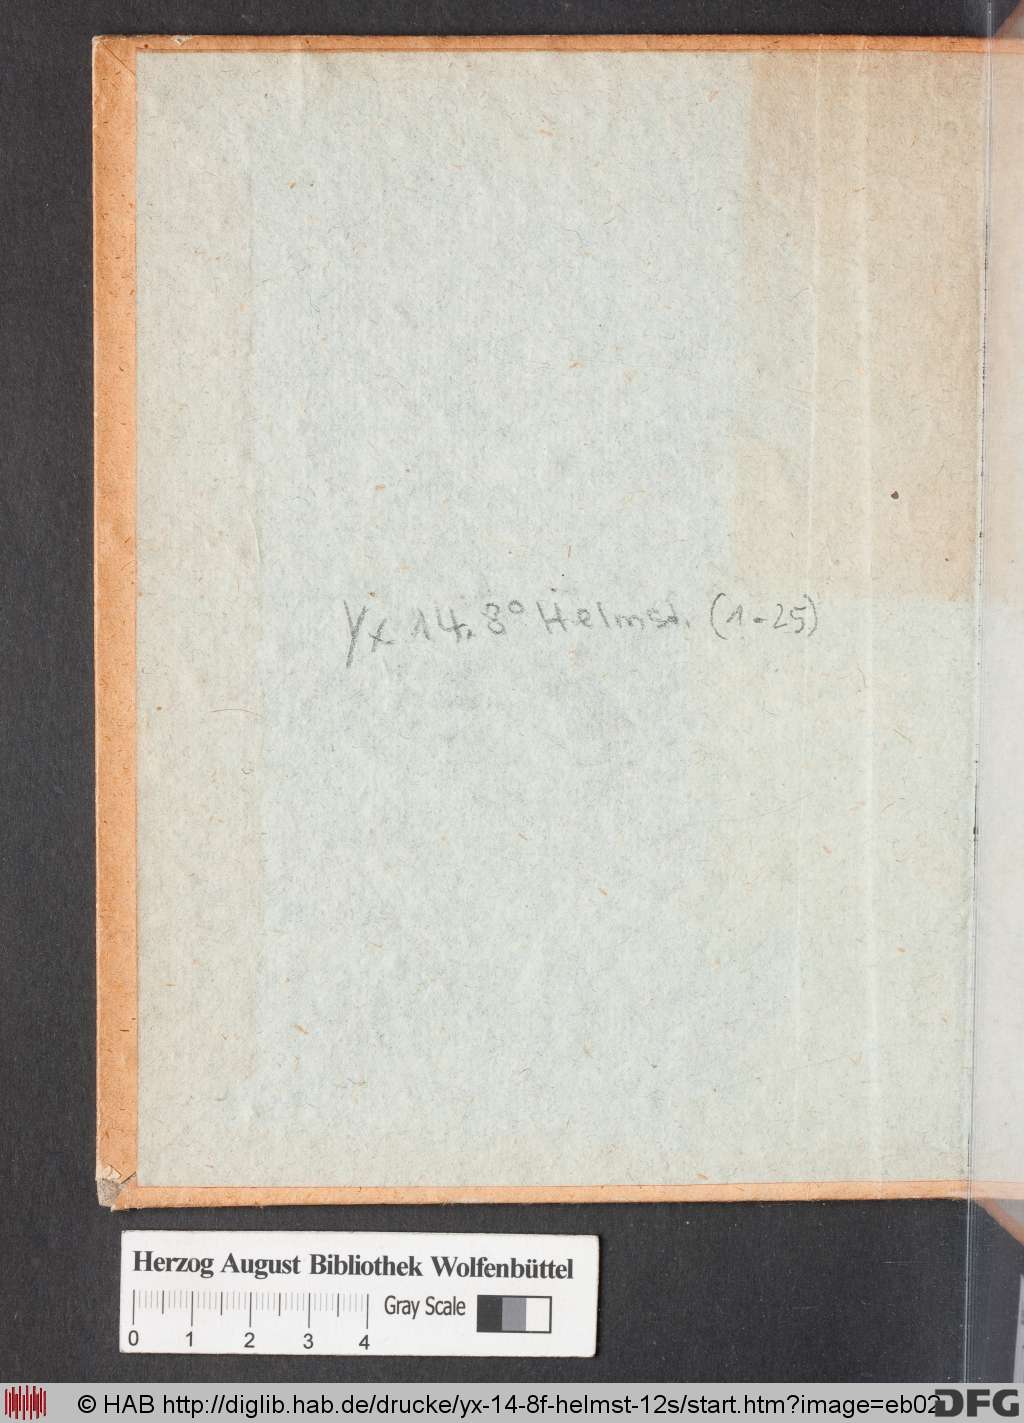 Yx 14. 8° Helmst. (1-25)
Herzog August Bibliothek Wolfenbüttel
Gray Scale
0 1 2 3 4
© HAB http://diglib.hab.de/drucke/yx-14-8f-helmst-12s/start.htm?image=eb02
DFG